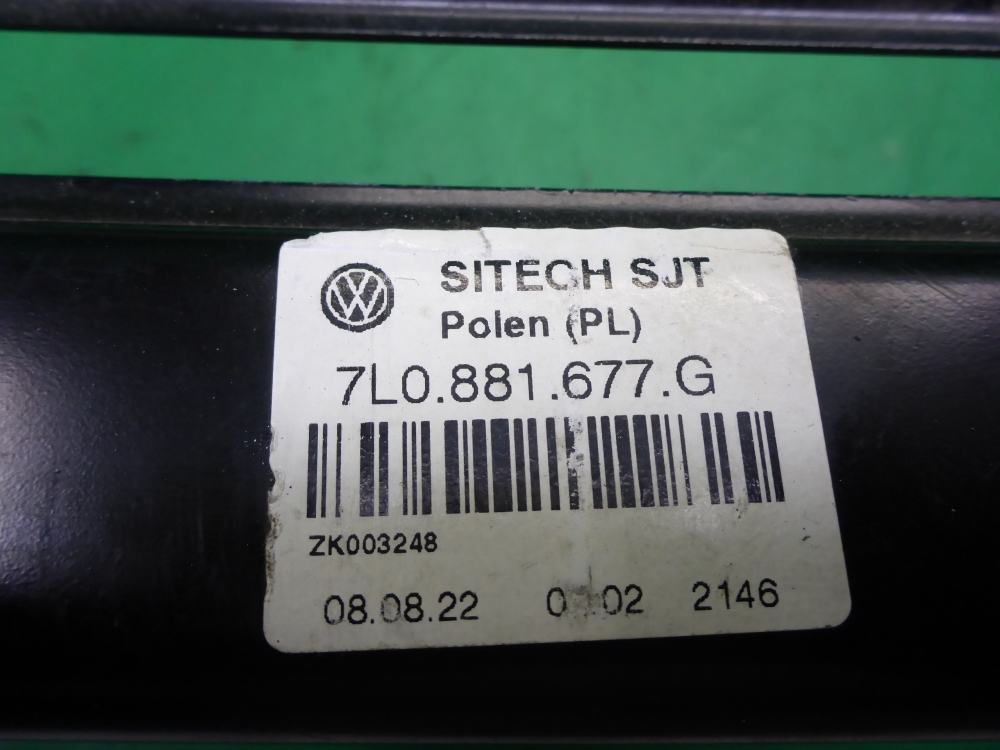 SITECH SJT
Polen (PL)
7L0.881.677.G
ZK003248
08.08.22 2146